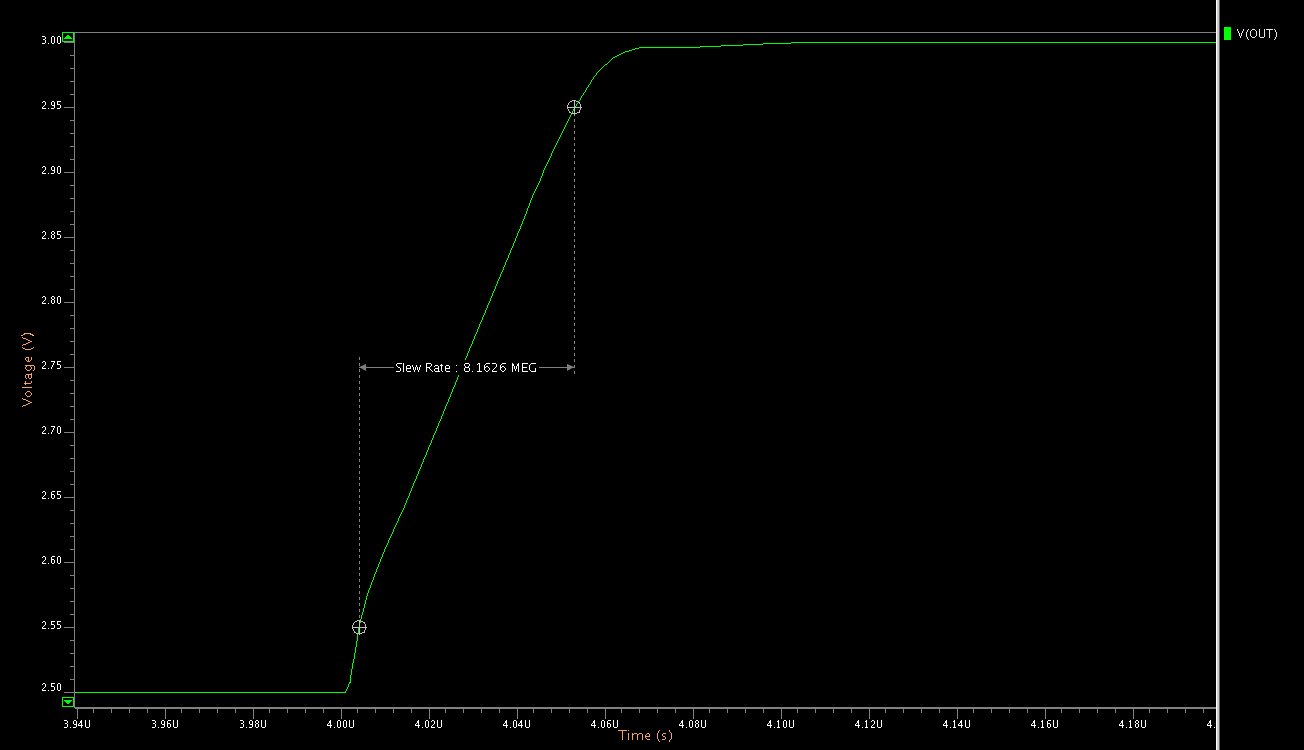 V(OUT)
3.00
2.95
2.90
2.85
2.80
2.75
2.70
2.65
2.60
2.55
2.50
Voltage (V)
Slew Rate : 8.1626 MEG
3.94U 3.96U 3.98U 4.00U 4.02U 4.04U 4.06U 4.08U 4.10U 4.12U 4.14U 4.16U 4.18U 4.
Time (s)